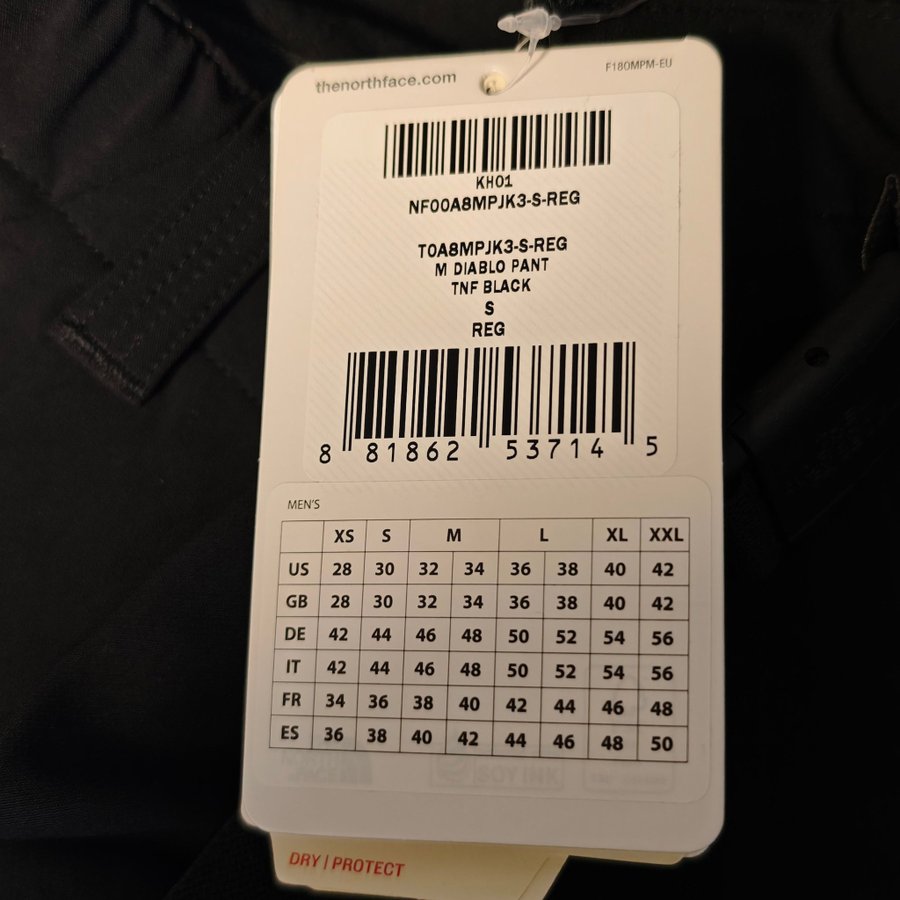 thenorthface.com
F180MPM-EU
KH01
NF00A8MPJK3-S-REG
T0A8MPJK3-S-REG
M DIABLO PANT
TNF BLACK
S
REG
8 81862 53714 5
MEN'S
XS S M L XL XXL
US 28 30 32 34 36 38 40 42
GB 28 30 32 34 36 38 40 42
DE 42 44 46 48 50 52 54 56
IT 42 44 46 48 50 52 54 56
FR 34 36 38 40 42 44 46 48
ES 36 38 40 42 44 46 48 50
SOY INK
DRY | PROTECT